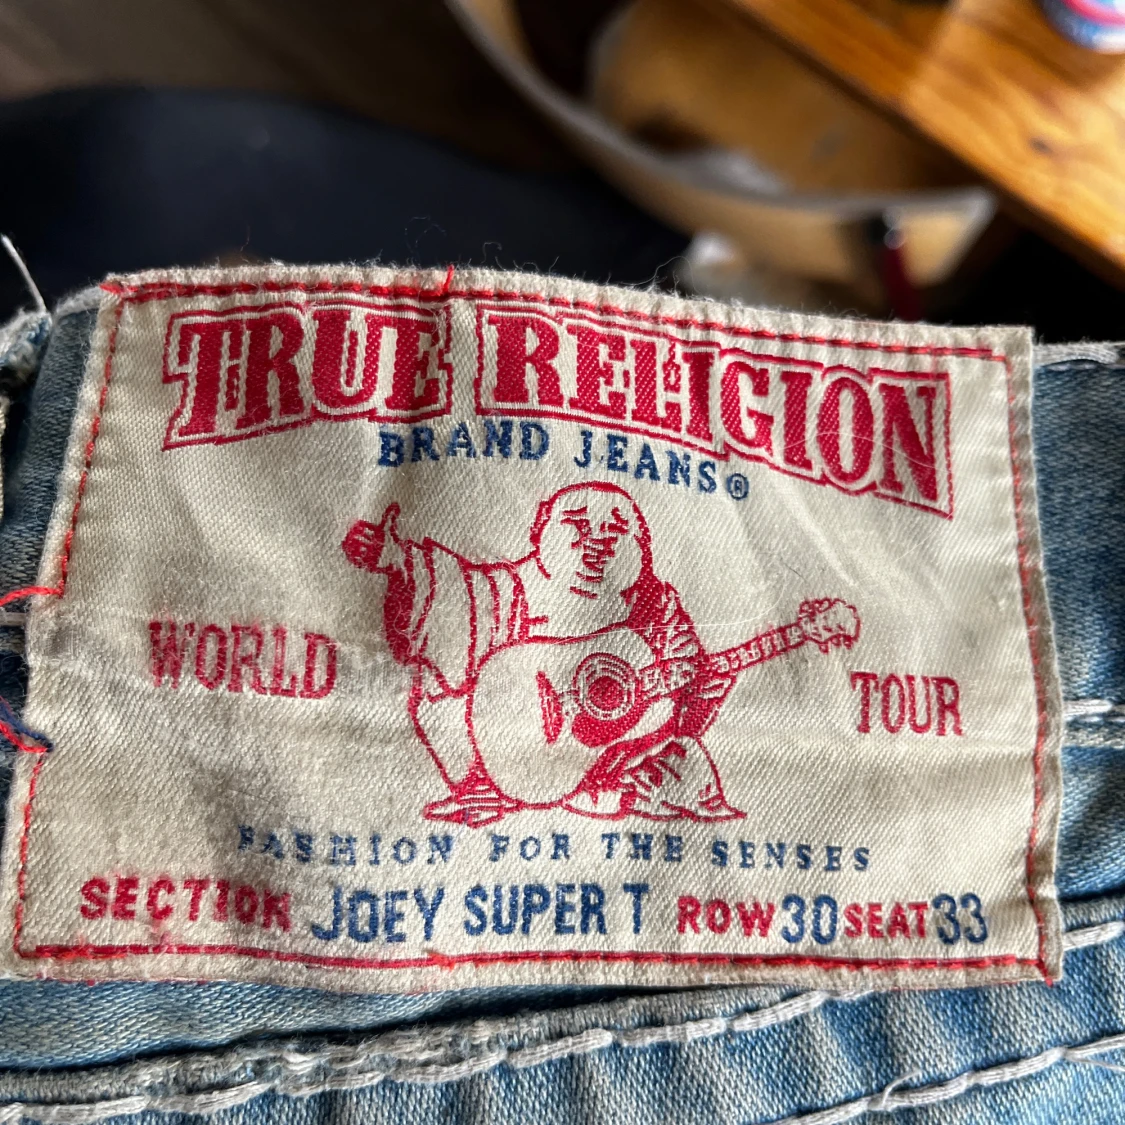 TRUE RELIGION
BRAND JEANS®
WORLD TOUR
FASHION FOR THE SENSES
SECTION JOEY SUPER T ROW 30 SEAT 33